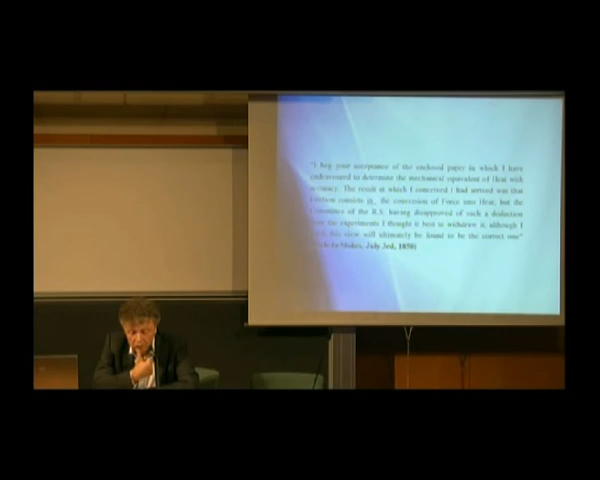 "I beg your acceptance of the enclosed paper in which I have
endeavoured to determine the mechanical equivalent of Heat with
accuracy. The result at which I conceived I had arrived was that
friction consists in the conversion of Force into Heat, but the
Committee of the R.S. having disapproved of such a deduction
from the experiments I thought it best to withdraw it, although I
this view will ultimately be found to be the correct one"
to Stokes, July 3rd, 1850)